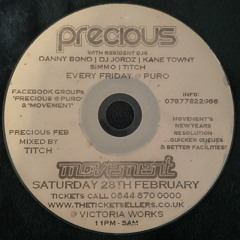 precious
WITH RESIDENT DJS
DANNY BOND | DJ JORDZ | KANE TOWNY
SIMMO | TITCH
EVERY FRIDAY @ PURO
FACEBOOK GROUPS
'PRECIOUS @ PURO'
& 'MOVEMENT'
INFO:
07877822966
PRECIOUS FEB
MIXED BY
TITCH
MOVEMENT'S
NEW YEARS
RESOLUTION
..QUICKER QUEUES
& BETTER FACILITIES!
movement
SATURDAY 28TH FEBRUARY
TICKETS CALL 0844 870 0000
WWW.THETICKETSELLERS.CO.UK
@ VICTORIA WORKS
11PM - 5AM